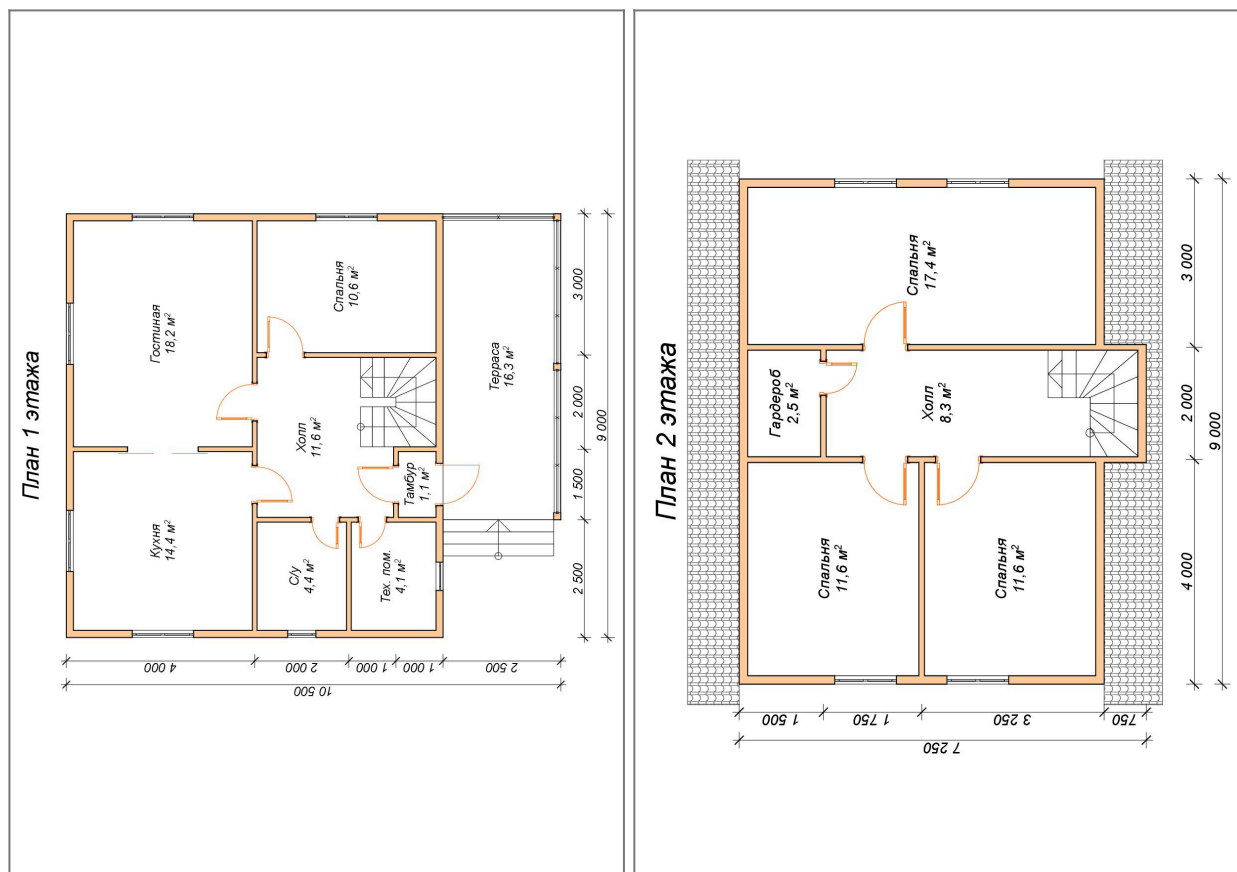 План 1 этажа
Гостиная
18,2 м²
Спальня
10,6 м²
Кухня
14,4 м²
Холл
11,6 м²
Терраса
16,3 м²
Тамбур
1,1 м²
С/у
4,4 м²
Тех. пом.
4,1 м²
3 000
2 000
1 500
2 500
9 000
4 000
2 000
1 000
1 000
2 500
10 500
План 2 этажа
Спальня
17,4 м²
Гардероб
2,5 м²
Холл
8,3 м²
Спальня
11,6 м²
Спальня
11,6 м²
3 000
2 000
4 000
9 000
1 500
1 750
3 250
750
7 250